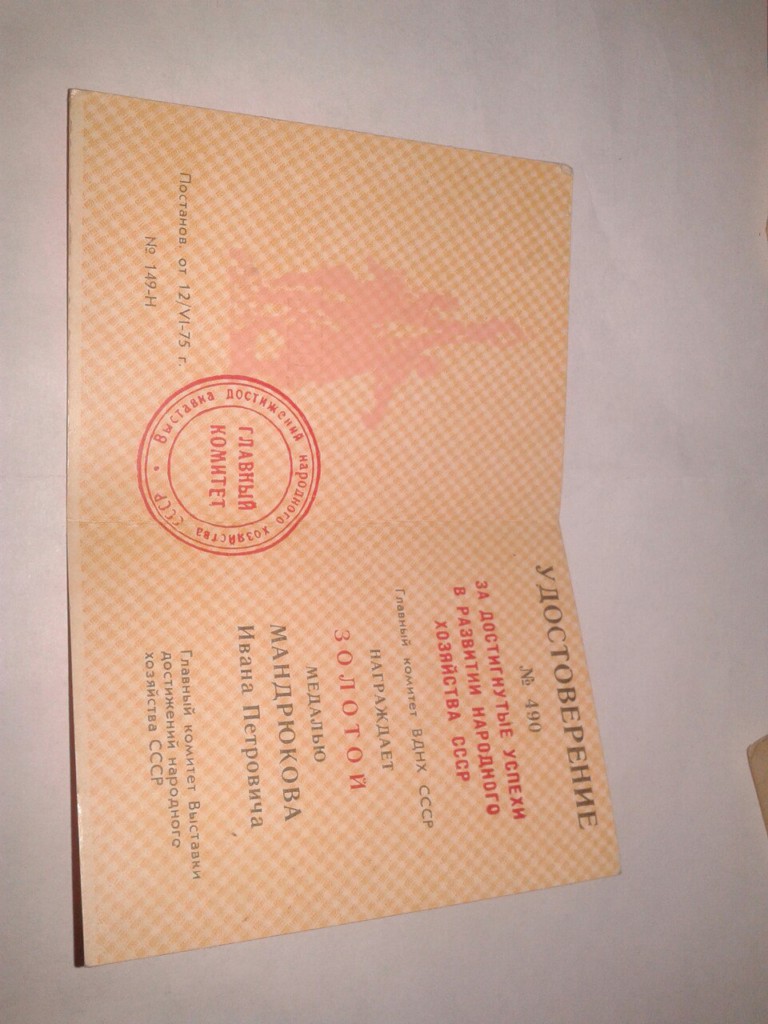 Постанов. от 12/VI-75 г.
№ 149-Н
Выставка достижений народного хозяйства СССР
ГЛАВНЫЙ
КОМИТЕТ
УДОСТОВЕРЕНИЕ
№ 490
ЗА ДОСТИГНУТЫЕ УСПЕХИ
В РАЗВИТИИ НАРОДНОГО
ХОЗЯЙСТВА СССР
Главный комитет ВДНХ СССР
НАГРАЖДАЕТ
ЗОЛОТОЙ
МЕДАЛЬЮ
МАНДРЮКОВА
Ивана Петровича
Главный комитет Выставки
достижений народного
хозяйства СССР